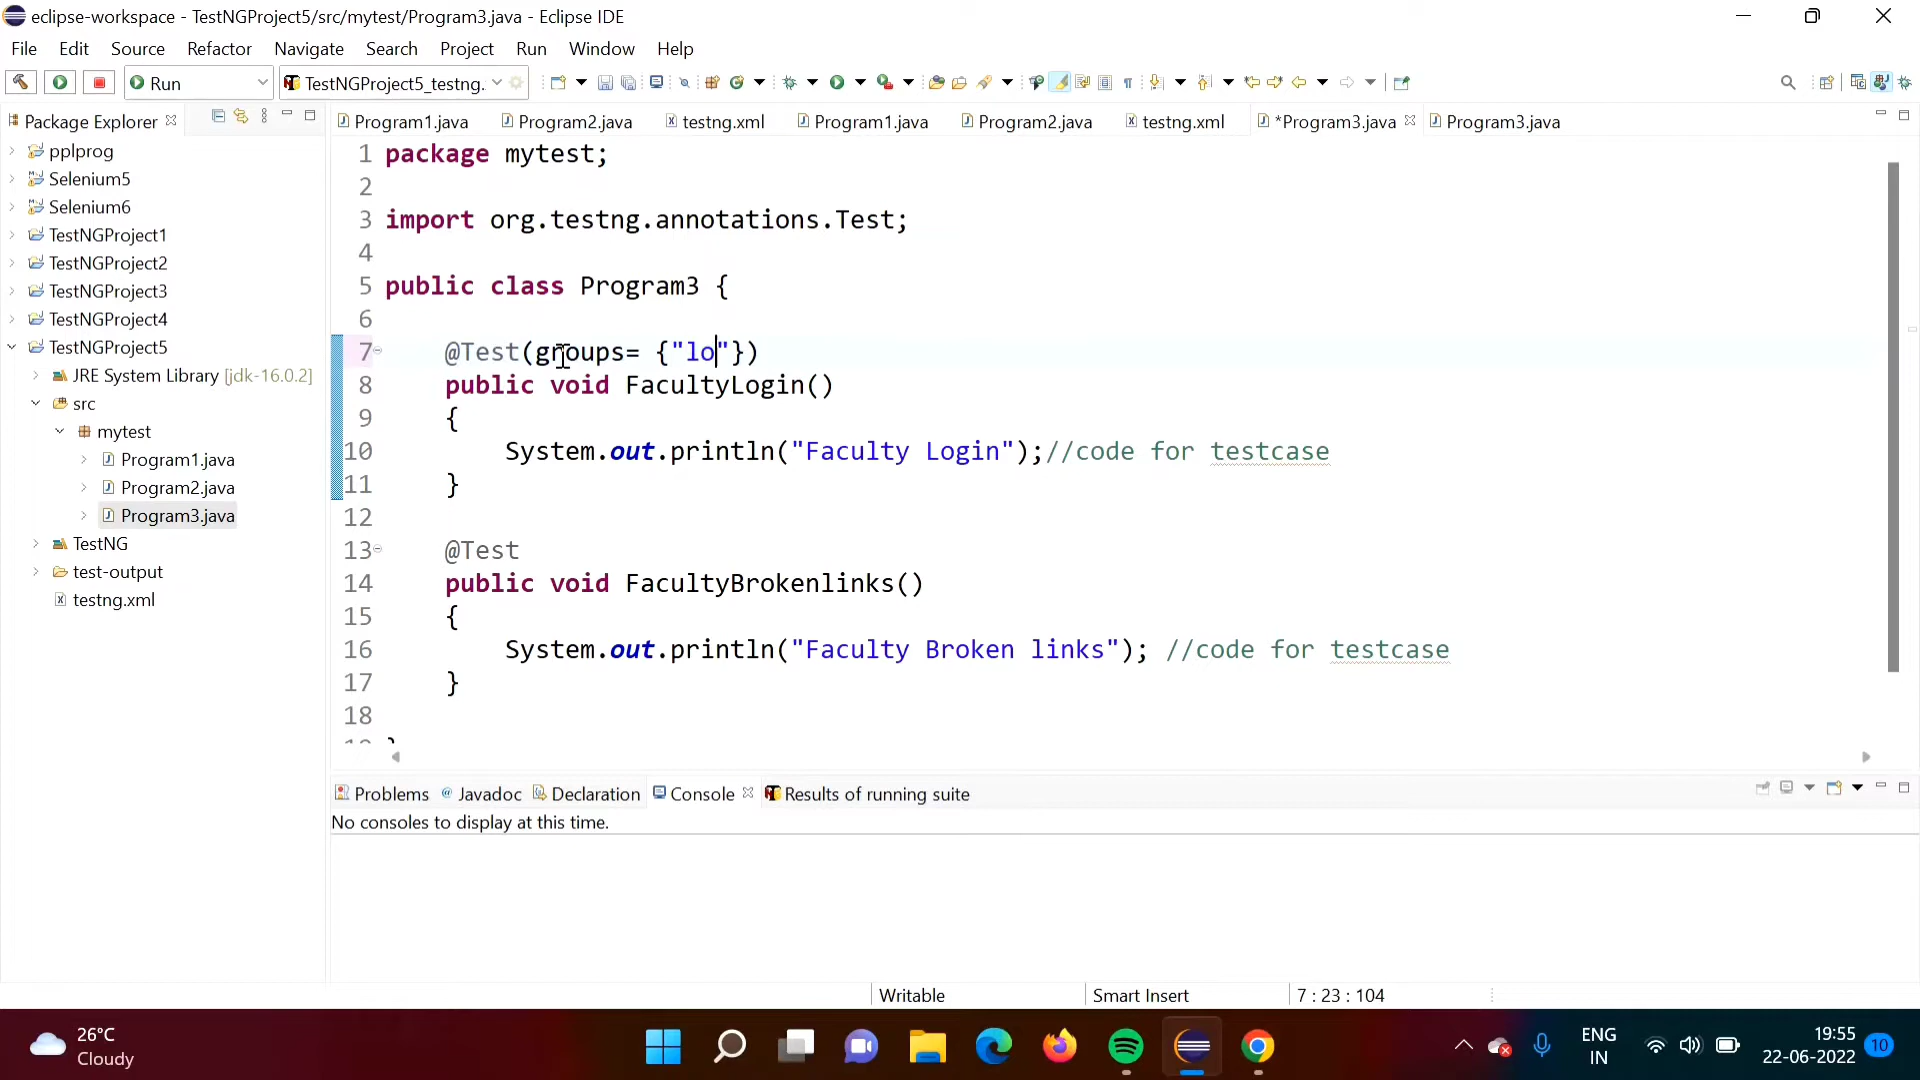 eclipse-workspace - TestNGProject5/src/mytest/Program3.java - Eclipse IDE
File Edit Source Refactor Navigate Search Project Run Window Help
Run TestNGProject5_testng.
Package Explorer
Program1.java Program2.java testng.xml Program1.java Program2.java testng.xml *Program3.java Program3.java
pplprog
Selenium5
Selenium6
TestNGProject1
TestNGProject2
TestNGProject3
TestNGProject4
TestNGProject5
JRE System Library [jdk-16.0.2]
src
mytest
Program1.java
Program2.java
Program3.java
TestNG
test-output
testng.xml
1 package mytest;
2
3 import org.testng.annotations.Test;
4
5 public class Program3 {
6
7 @Test(groups= {"lo"})
8 public void FacultyLogin()
9 {
10 System.out.println("Faculty Login");//code for testcase
11 }
12
13 @Test
14 public void FacultyBrokenlinks()
15 {
16 System.out.println("Faculty Broken links"); //code for testcase
17 }
18
Problems Javadoc Declaration Console Results of running suite
No consoles to display at this time.
Writable Smart Insert 7 : 23 : 104
26°C
Cloudy
ENG
IN
19:55
22-06-2022
10